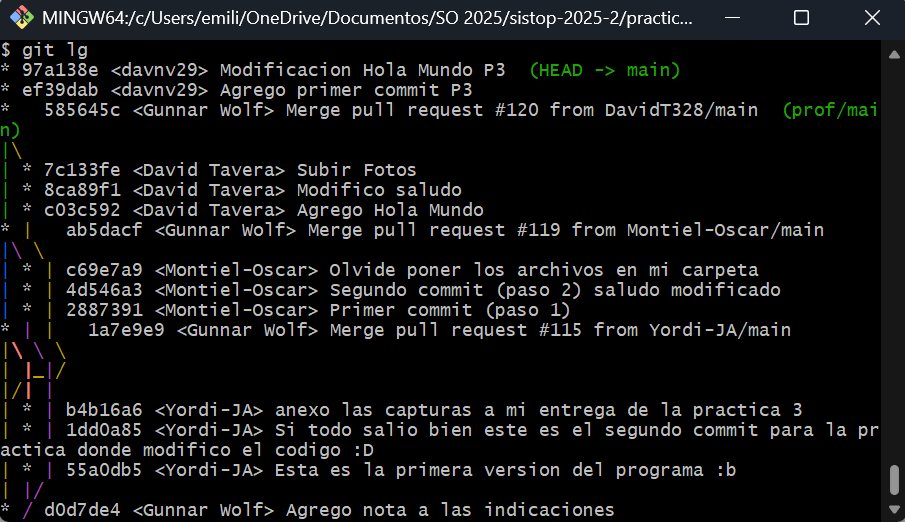 MINGW64:/c/Users/emili/OneDrive/Documentos/SO 2025/sistop-2025-2/practic...
$ git lg
* 97a138e <davnv29> Modificacion Hola Mundo P3  (HEAD -> main)
* ef39dab <davnv29> Agrego primer commit P3
*   585645c <Gunnar Wolf> Merge pull request #120 from DavidT328/main  (prof/mai
n)
|\
| * 7c133fe <David Tavera> Subir Fotos
| * 8ca89f1 <David Tavera> Modifico saludo
| * c03c592 <David Tavera> Agrego Hola Mundo
* |   ab5dacf <Gunnar Wolf> Merge pull request #119 from Montiel-Oscar/main
|\ \
| * | c69e7a9 <Montiel-Oscar> Olvide poner los archivos en mi carpeta
| * | 4d546a3 <Montiel-Oscar> Segundo commit (paso 2) saludo modificado
| * | 2887391 <Montiel-Oscar> Primer commit (paso 1)
* | |   1a7e9e9 <Gunnar Wolf> Merge pull request #115 from Yordi-JA/main
|\ \ \
| |_|/
|/| |
| * | b4b16a6 <Yordi-JA> anexo las capturas a mi entrega de la practica 3
| * | 1dd0a85 <Yordi-JA> Si todo salio bien este es el segundo commit para la pr
actica donde modifico el codigo :D
| * | 55a0db5 <Yordi-JA> Esta es la primera version del programa :b
| |/
* / d0d7de4 <Gunnar Wolf> Agrego nota a las indicaciones